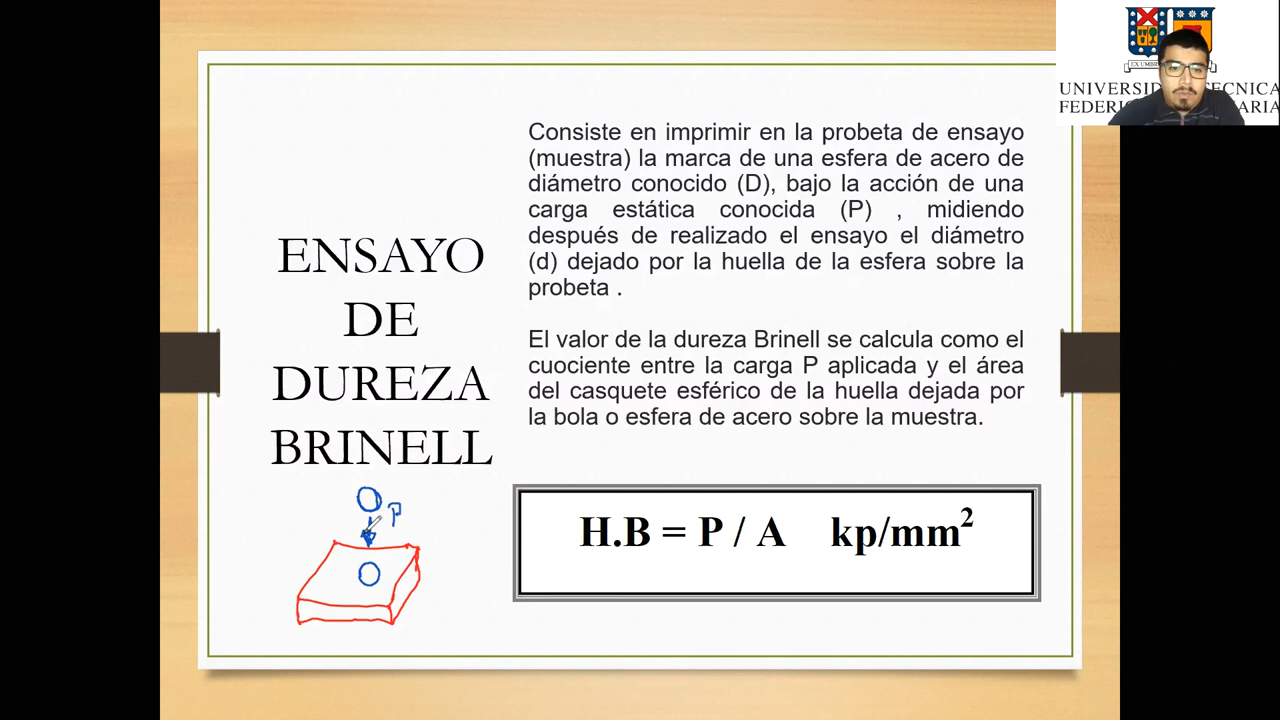 EX UMBR
UNIVERSID TECNICA
FEDERIC ARIA
Consiste en imprimir en la probeta de ensayo
(muestra) la marca de una esfera de acero de
diámetro conocido (D), bajo la acción de una
carga estática conocida (P) , midiendo
después de realizado el ensayo el diámetro
(d) dejado por la huella de la esfera sobre la
probeta .
El valor de la dureza Brinell se calcula como el
cuociente entre la carga P aplicada y el área
del casquete esférico de la huella dejada por
la bola o esfera de acero sobre la muestra.
ENSAYO
DE
DUREZA
BRINELL
P
H.B = P / A kp/mm²